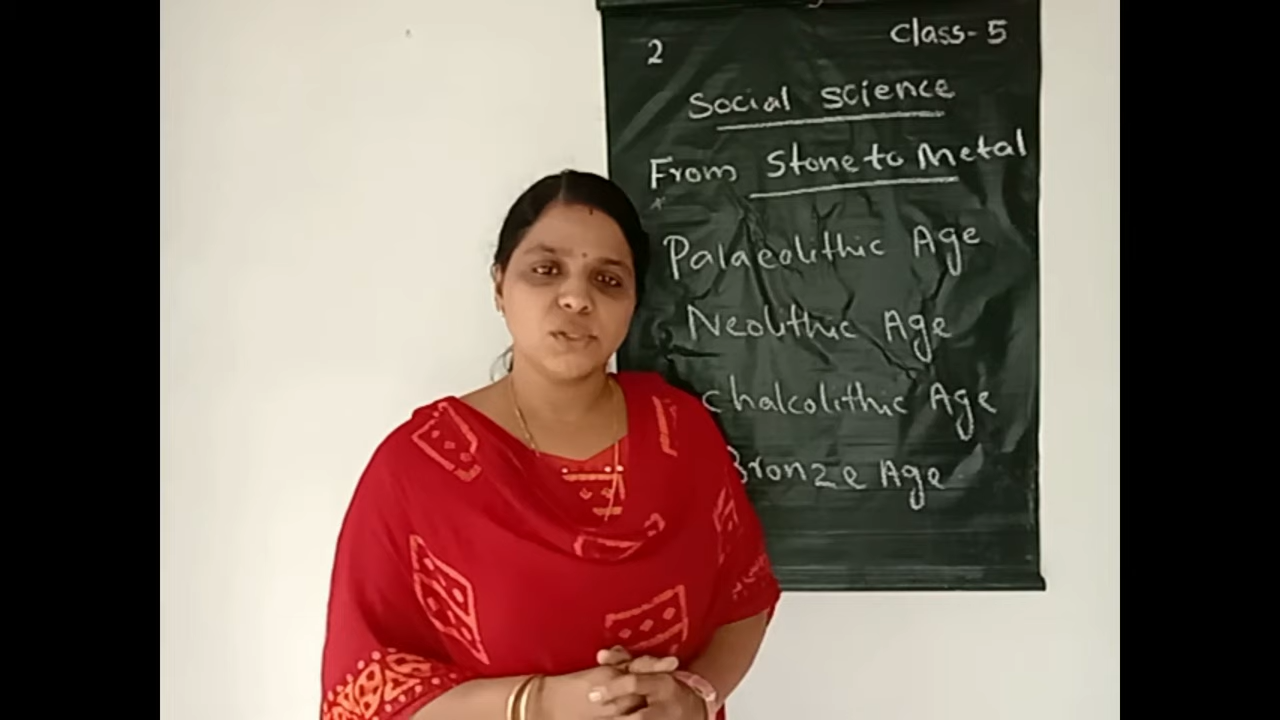 Class-5
2
Social science
From Stone to Metal
Palaeolithic Age
Neolithic Age
chalcolithic Age
Bronze Age